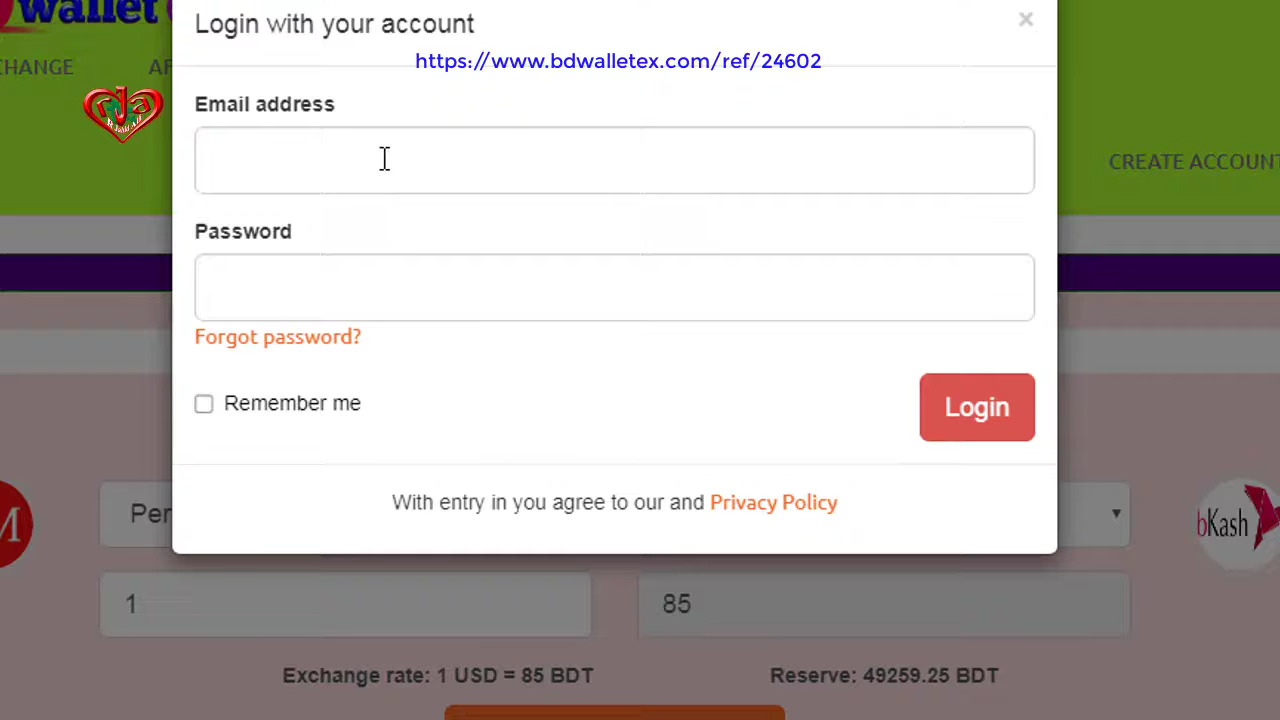 wallet
Login with your account
×
https://www.bdwalletex.com/ref/24602
CHANGE
rJa
Email address
CREATE ACCOUNT
Password
Forgot password?
Remember me
Login
With entry in you agree to our and Privacy Policy
M
Per
bKash
1
85
Exchange rate: 1 USD = 85 BDT
Reserve: 49259.25 BDT